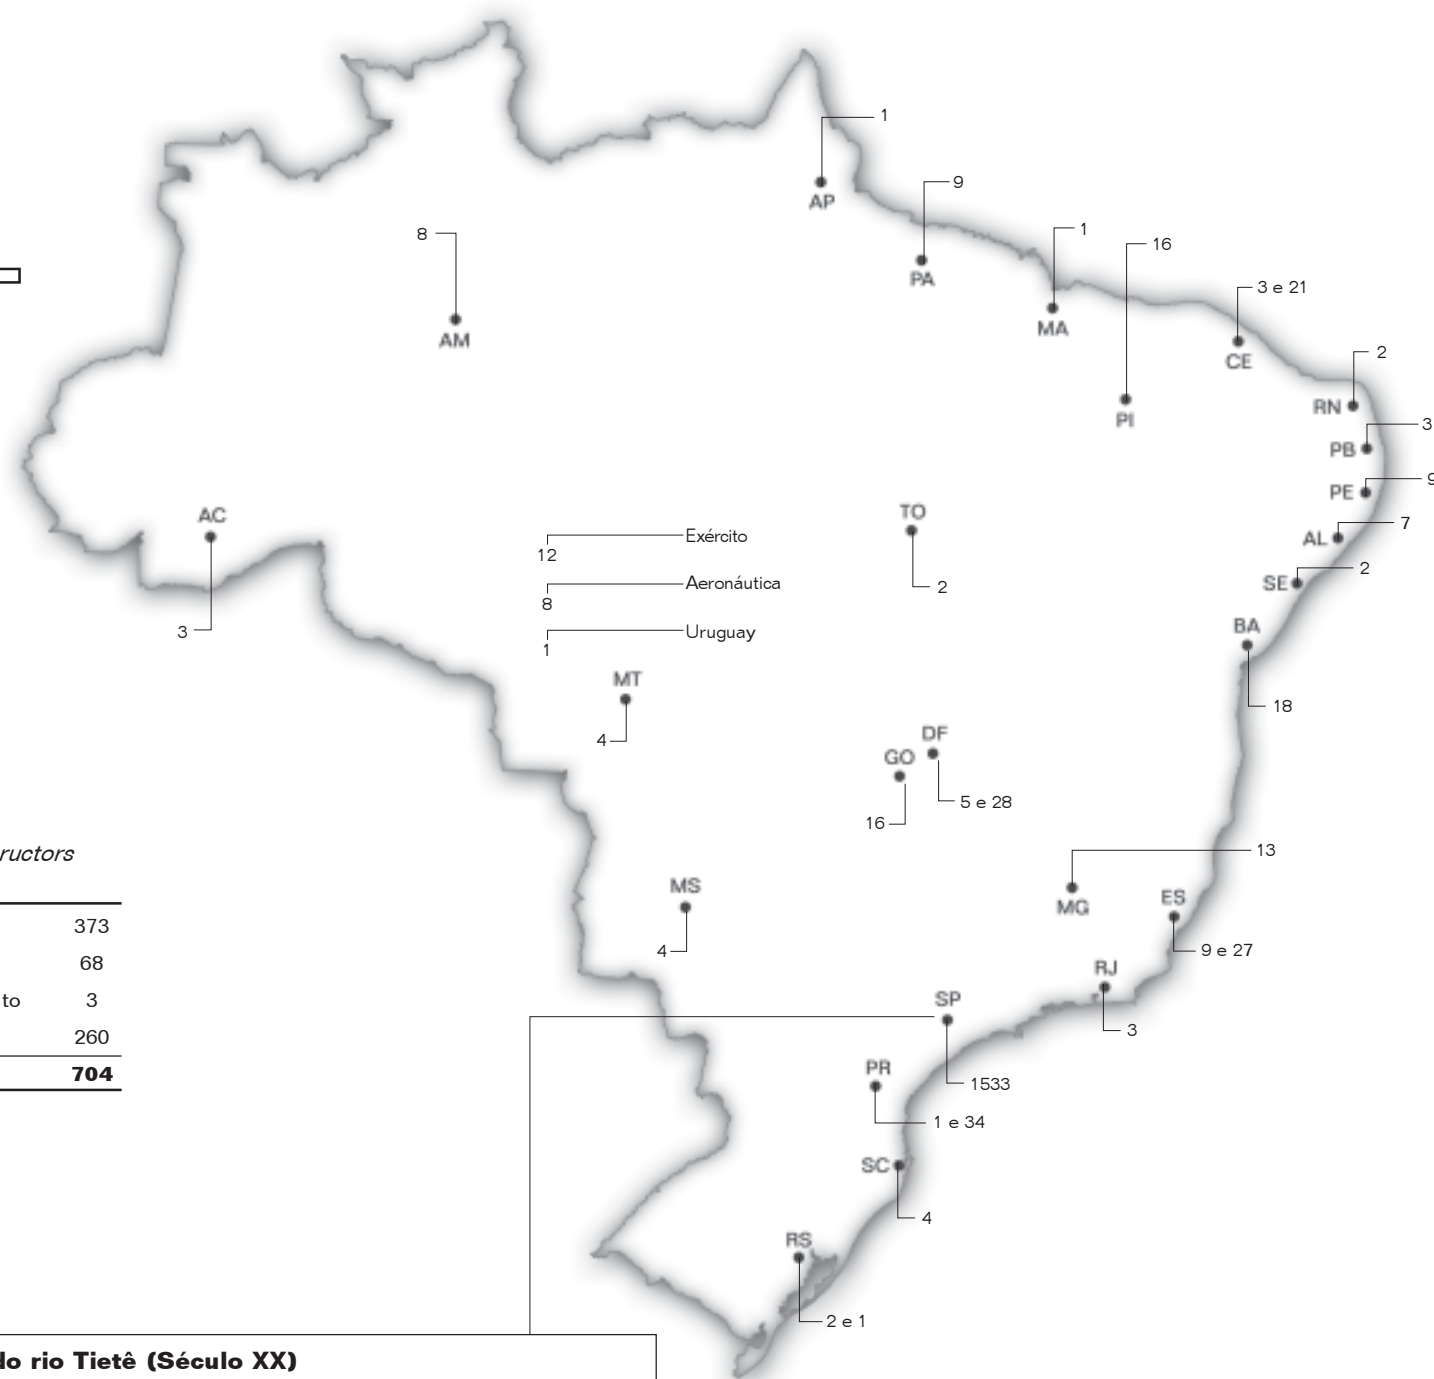 1
AP
9
PA
8
AM
1
MA
16
PI
3 e 21
CE
2
RN
3
PB
PE
7
AL
2
SE
AC
3
12
Exército
8
Aeronáutica
1
Uruguay
TO
2
BA
18
MT
4
DF
5 e 28
GO
16
13
MG
MS
4
ES
9 e 27
RJ
3
SP
1533
PR
1 e 34
SC
4
RS
2 e 1
ructors
373
68
to 3
260
704
do rio Tietê (Século XX)